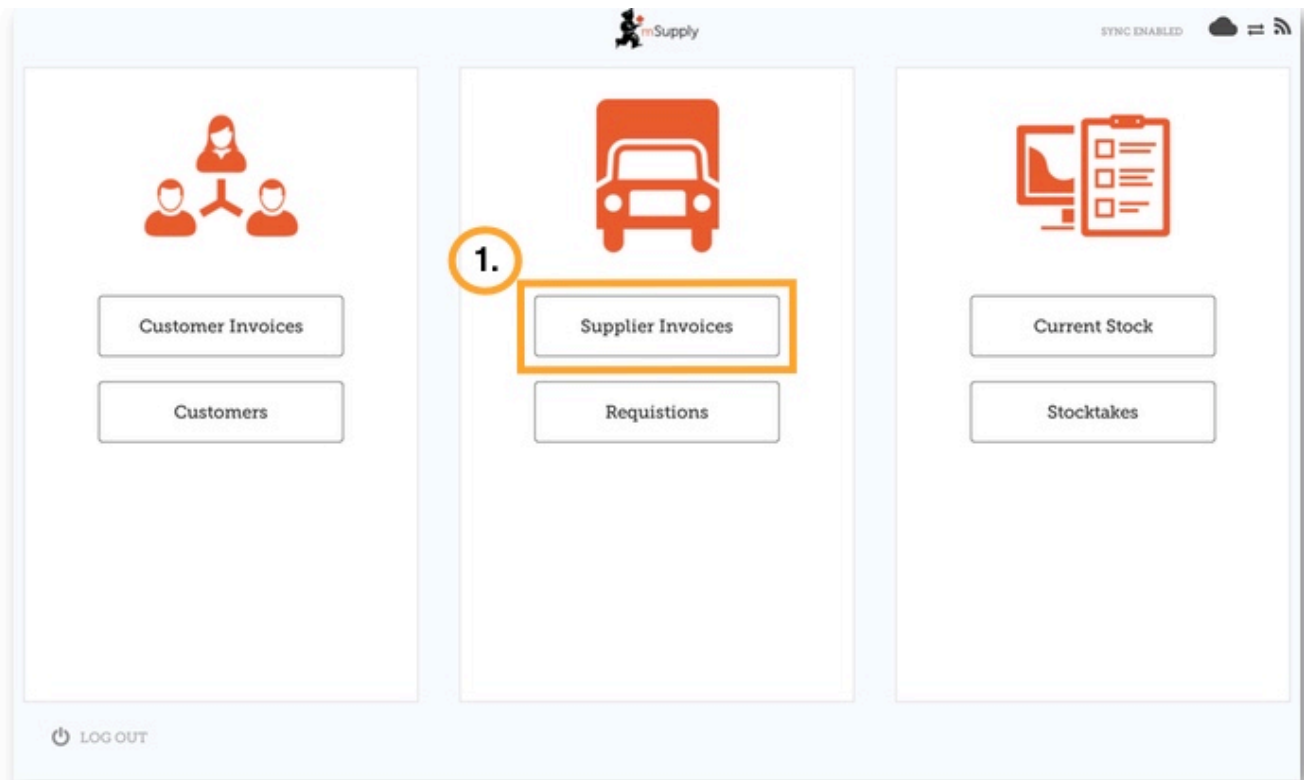 mSupply
SYNC ENABLED
1.
Customer Invoices
Supplier Invoices
Current Stock
Customers
Requistions
Stocktakes
LOG OUT